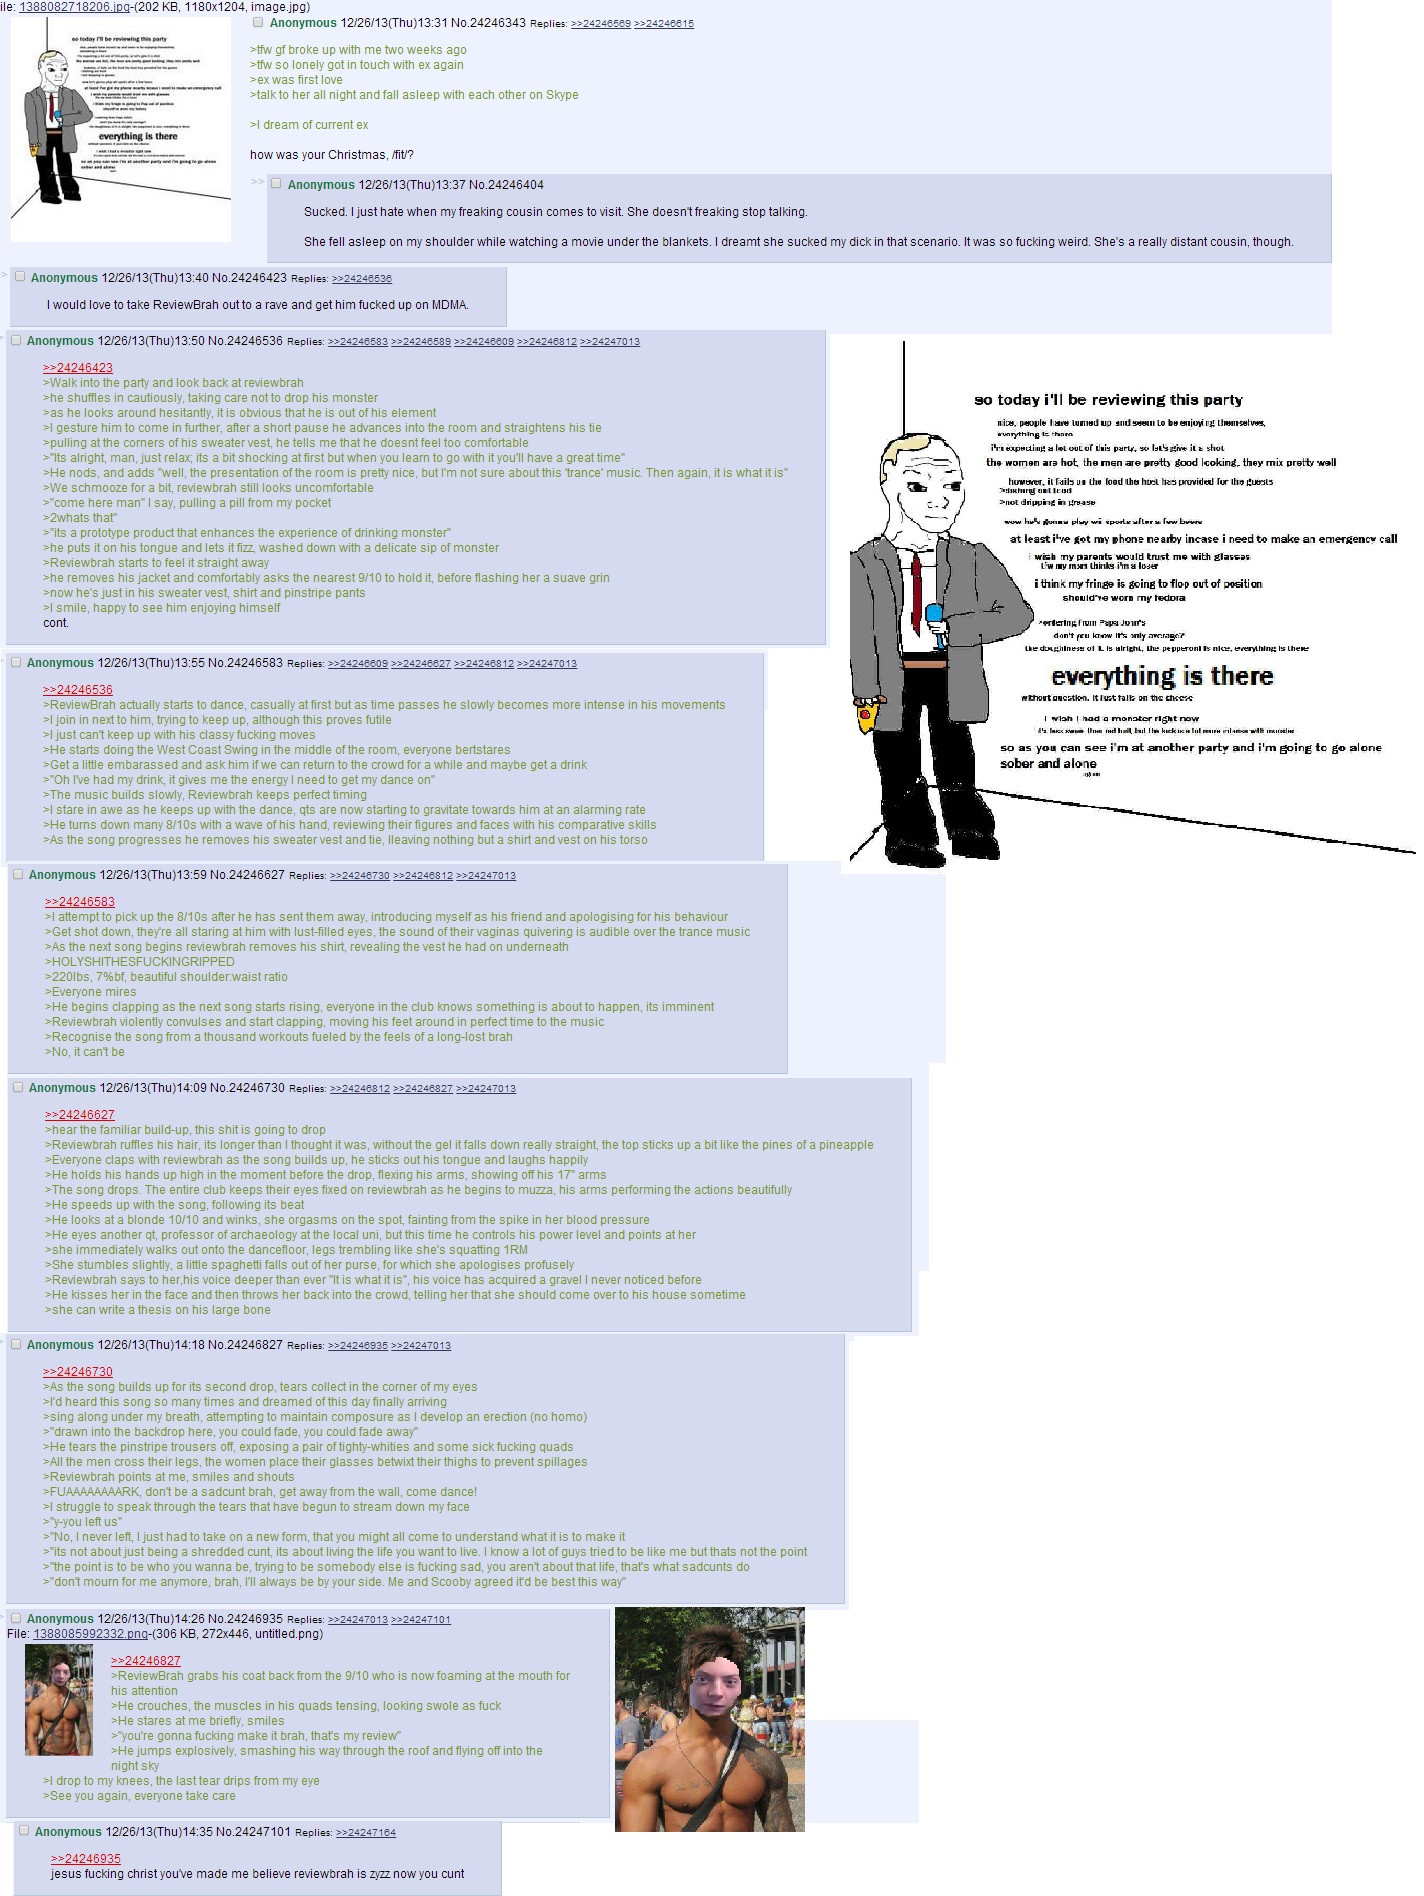 ile: 1388082718206.jpg-(202 KB, 1180x1204, image.jpg)
Anonymous 12/26/13(Thu)13:31 No.24246343 Replies: >>24246569 >>24246615
>tfw gf broke up with me two weeks ago
>tfw so lonely got in touch with ex again
>ex was first love
>talk to her all night and fall asleep with each other on Skype
>I dream of current ex
how was your Christmas, /fit/?
>> Anonymous 12/26/13(Thu)13:37 No.24246404
Sucked. I just hate when my freaking cousin comes to visit. She doesn't freaking stop talking.
She fell asleep on my shoulder while watching a movie under the blankets. I dreamt she sucked my dick in that scenario. It was so fucking weird. She's a really distant cousin, though.
> Anonymous 12/26/13(Thu)13:40 No.24246423 Replies: >>24246536
I would love to take ReviewBrah out to a rave and get him fucked up on MDMA.
Anonymous 12/26/13(Thu)13:50 No.24246536 Replies: >>24246583 >>24246589 >>24246609 >>24246812 >>24247013
>>24246423
>Walk into the party and look back at reviewbrah
>he shuffles in cautiously, taking care not to drop his monster
>as he looks around hesitantly, it is obvious that he is out of his element
>I gesture him to come in further, after a short pause he advances into the room and straightens his tie
>pulling at the corners of his sweater vest, he tells me that he doesnt feel too comfortable
>"Its alright, man, just relax; its a bit shocking at first but when you learn to go with it you'll have a great time"
>He nods, and adds "well, the presentation of the room is pretty nice, but I'm not sure about this 'trance' music. Then again, it is what it is"
>We schmooze for a bit, reviewbrah still looks uncomfortable
>"come here man" I say, pulling a pill from my pocket
>2whats that"
>"its a prototype product that enhances the experience of drinking monster"
>he puts it on his tongue and lets it fizz, washed down with a delicate sip of monster
>Reviewbrah starts to feel it straight away
>he removes his jacket and comfortably asks the nearest 9/10 to hold it, before flashing her a suave grin
>now he's just in his sweater vest, shirt and pinstripe pants
>I smile, happy to see him enjoying himself
cont.
so today i'll be reviewing this party
nice, people have turned up and seem to be enjoying themselves,
everything is there
i'm expecting a lot out of this party, so let's give it a shot
the women are hot, the men are pretty good looking, they mix pretty well
however, it fails on the food the host has provided for the guests
>dishing out food
>not dripping in grease
wow he's gonna play wii sports after a few beers
at least i've got my phone nearby incase i need to make an emergency call
i wish my parents would trust me with glasses
tfw my mom thinks i'm a loser
i think my fringe is going to flop out of position
should've worn my fedora
>ordering from Papa John's
don't you know it's only average?
the doughiness of it is alright, the pepperoni is nice, everything is there
everything is there
without question, it just fails on the cheese
I wish I had a monster right now
it's less sweet than red bull, but the kick is a lot more intense with monster
so as you can see i'm at another party and i'm going to go alone
sober and alone
Anonymous 12/26/13(Thu)13:55 No.24246583 Replies: >>24246609 >>24246627 >>24246812 >>24247013
>>24246536
>ReviewBrah actually starts to dance, casually at first but as time passes he slowly becomes more intense in his movements
>I join in next to him, trying to keep up, although this proves futile
>I just can't keep up with his classy fucking moves
>He starts doing the West Coast Swing in the middle of the room, everyone bertstares
>Get a little embarassed and ask him if we can return to the crowd for a while and maybe get a drink
>"Oh I've had my drink, it gives me the energy I need to get my dance on"
>The music builds slowly, Reviewbrah keeps perfect timing
>I stare in awe as he keeps up with the dance, qts are now starting to gravitate towards him at an alarming rate
>He turns down many 8/10s with a wave of his hand, reviewing their figures and faces with his comparative skills
>As the song progresses he removes his sweater vest and tie, lleaving nothing but a shirt and vest on his torso
Anonymous 12/26/13(Thu)13:59 No.24246627 Replies: >>24246730 >>24246812 >>24247013
>>24246583
>I attempt to pick up the 8/10s after he has sent them away, introducing myself as his friend and apologising for his behaviour
>Get shot down, they're all staring at him with lust-filled eyes, the sound of their vaginas quivering is audible over the trance music
>As the next song begins reviewbrah removes his shirt, revealing the vest he had on underneath
>HOLYSHITHESFUCKINGRIPPED
>220lbs, 7%bf, beautiful shoulder:waist ratio
>Everyone mires
>He begins clapping as the next song starts rising, everyone in the club knows something is about to happen, its imminent
>Reviewbrah violently convulses and start clapping, moving his feet around in perfect time to the music
>Recognise the song from a thousand workouts fueled by the feels of a long-lost brah
>No, it can't be
Anonymous 12/26/13(Thu)14:09 No.24246730 Replies: >>24246812 >>24246827 >>24247013
>>24246627
>hear the familiar build-up, this shit is going to drop
>Reviewbrah ruffles his hair, its longer than I thought it was, without the gel it falls down really straight, the top sticks up a bit like the pines of a pineapple
>Everyone claps with reviewbrah as the song builds up, he sticks out his tongue and laughs happily
>He holds his hands up high in the moment before the drop, flexing his arms, showing off his 17" arms
>The song drops. The entire club keeps their eyes fixed on reviewbrah as he begins to muzza, his arms performing the actions beautifully
>He speeds up with the song, following its beat
>He looks at a blonde 10/10 and winks, she orgasms on the spot, fainting from the spike in her blood pressure
>He eyes another qt, professor of archaeology at the local uni, but this time he controls his power level and points at her
>she immediately walks out onto the dancefloor, legs trembling like she's squatting 1RM
>She stumbles slightly, a little spaghetti falls out of her purse, for which she apologises profusely
>Reviewbrah says to her,his voice deeper than ever "It is what it is", his voice has acquired a gravel I never noticed before
>He kisses her in the face and then throws her back into the crowd, telling her that she should come over to his house sometime
>she can write a thesis on his large bone
Anonymous 12/26/13(Thu)14:18 No.24246827 Replies: >>24246935 >>24247013
>>24246730
>As the song builds up for its second drop, tears collect in the corner of my eyes
>I'd heard this song so many times and dreamed of this day finally arriving
>sing along under my breath, attempting to maintain composure as I develop an erection (no homo)
>"drawn into the backdrop here, you could fade, you could fade away"
>He tears the pinstripe trousers off, exposing a pair of tighty-whities and some sick fucking quads
>All the men cross their legs, the women place their glasses betwixt their thighs to prevent spillages
>Reviewbrah points at me, smiles and shouts
>FUAAAAAAAARK, don't be a sadcunt brah, get away from the wall, come dance!
>I struggle to speak through the tears that have begun to stream down my face
>"y-you left us"
>"No, I never left, I just had to take on a new form, that you might all come to understand what it is to make it
>"its not about just being a shredded cunt, its about living the life you want to live. I know a lot of guys tried to be like me but thats not the point
>"the point is to be who you wanna be, trying to be somebody else is fucking sad, you aren't about that life, that's what sadcunts do
>"don't mourn for me anymore, brah, I'll always be by your side. Me and Scooby agreed it'd be best this way"
Anonymous 12/26/13(Thu)14:26 No.24246935 Replies: >>24247013 >>24247101
File: 1388085992332.png-(306 KB, 272x446, untitled.png)
>>24246827
>ReviewBrah grabs his coat back from the 9/10 who is now foaming at the mouth for
his attention
>He crouches, the muscles in his quads tensing, looking swole as fuck
>He stares at me briefly, smiles
>"you're gonna fucking make it brah, that's my review"
>He jumps explosively, smashing his way through the roof and flying off into the
night sky
>I drop to my knees, the last tear drips from my eye
>See you again, everyone take care
Anonymous 12/26/13(Thu)14:35 No.24247101 Replies: >>24247164
>>24246935
jesus fucking christ you've made me believe reviewbrah is zyzz now you cunt